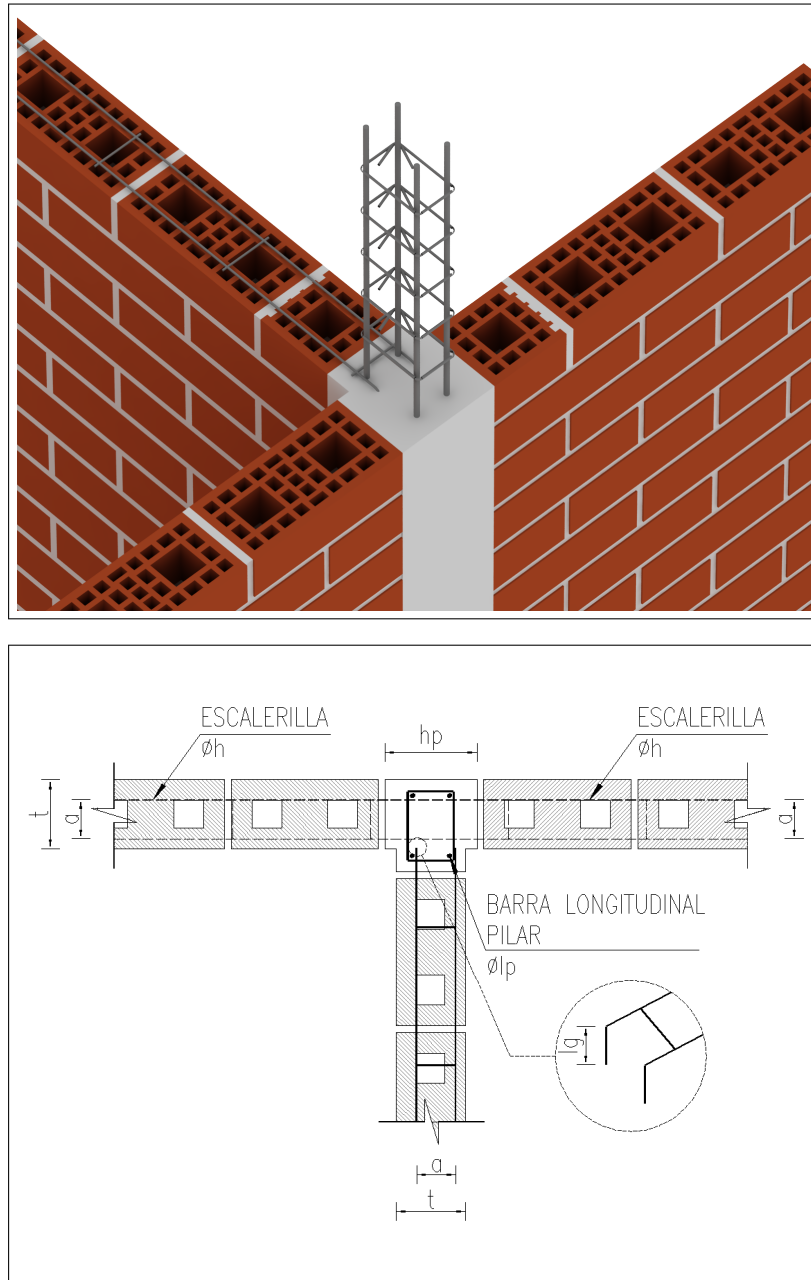 ESCALERILLA
Øh
hp
ESCALERILLA
Øh
t
a
a
BARRA LONGITUDINAL
PILAR
Ølp
lg
a
t